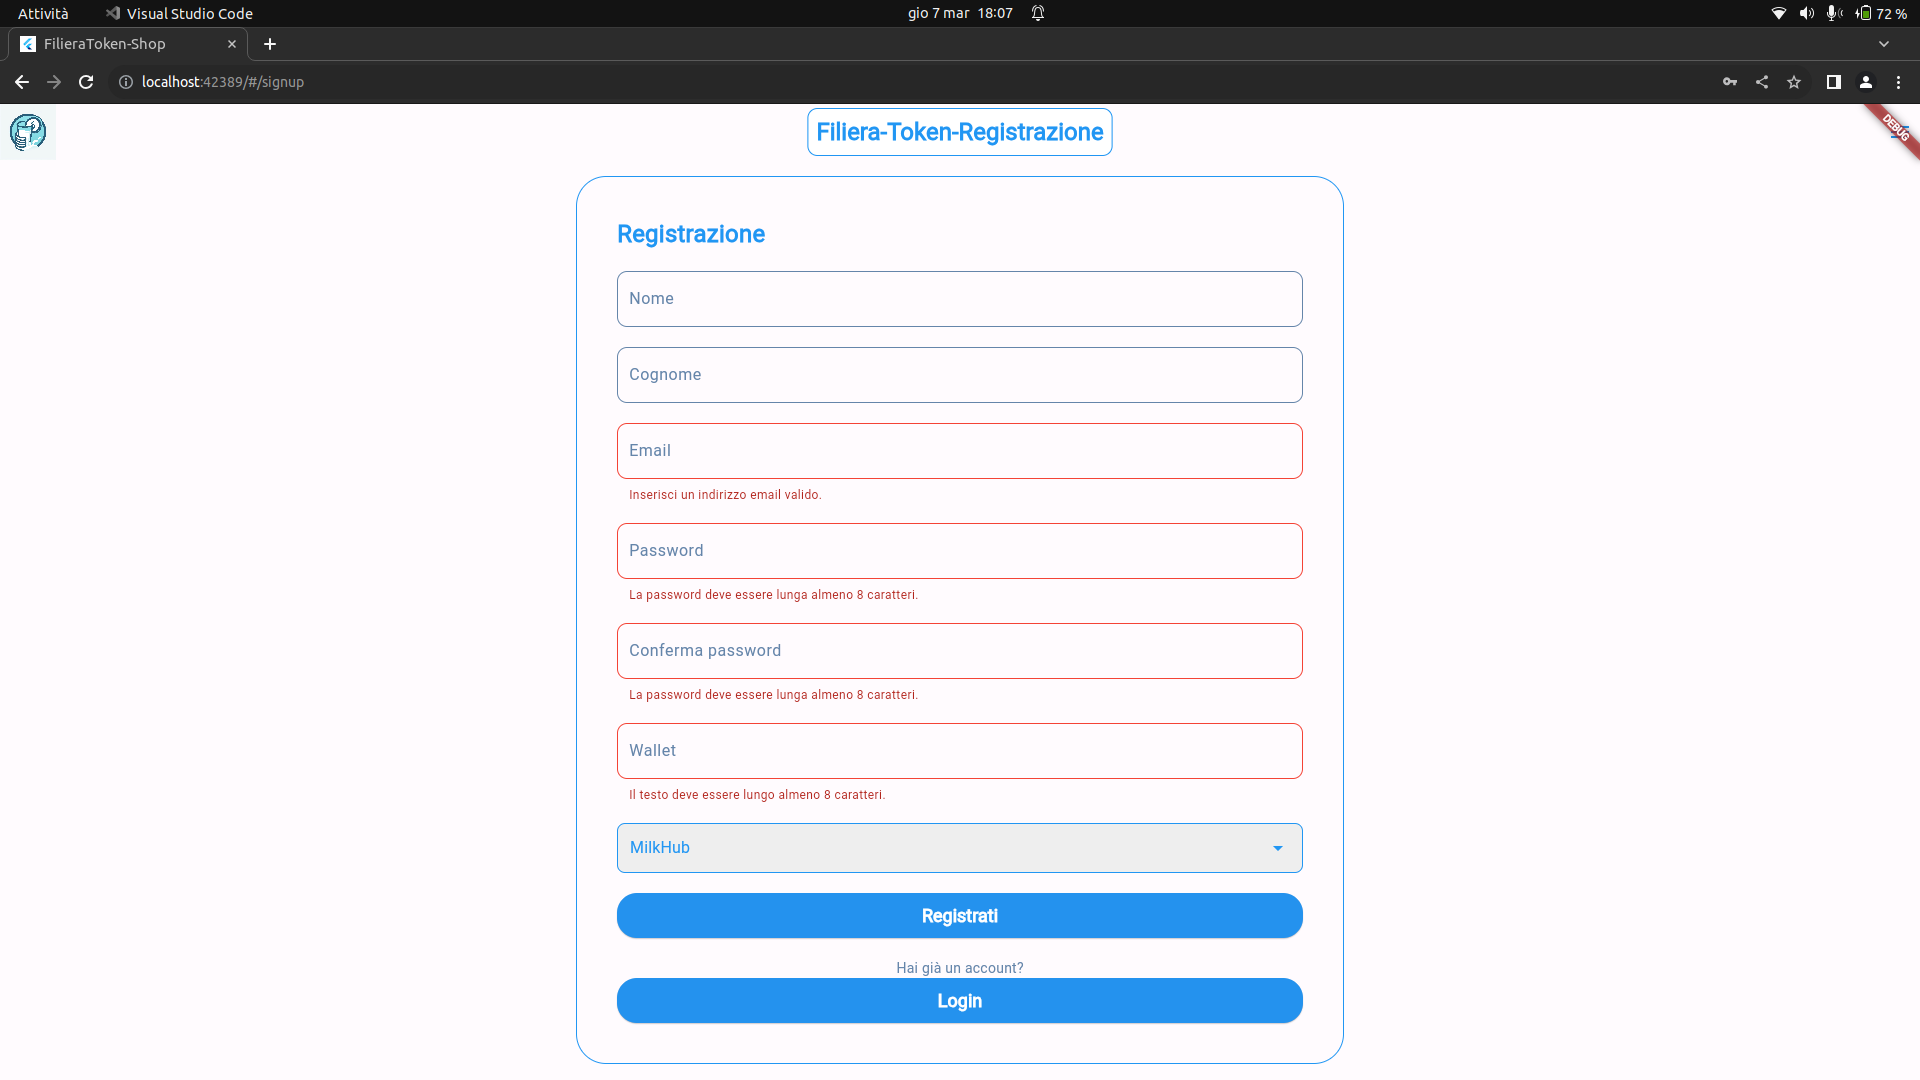 Attività
Visual Studio Code
gio 7 mar 18:07
72 %
FilieraToken-Shop
localhost:42389/#/signup
Filiera-Token-Registrazione
DEBUG
Registrazione
Nome
Cognome
Email
Inserisci un indirizzo email valido.
Password
La password deve essere lunga almeno 8 caratteri.
Conferma password
La password deve essere lunga almeno 8 caratteri.
Wallet
Il testo deve essere lungo almeno 8 caratteri.
MilkHub
Registrati
Hai già un account?
Login